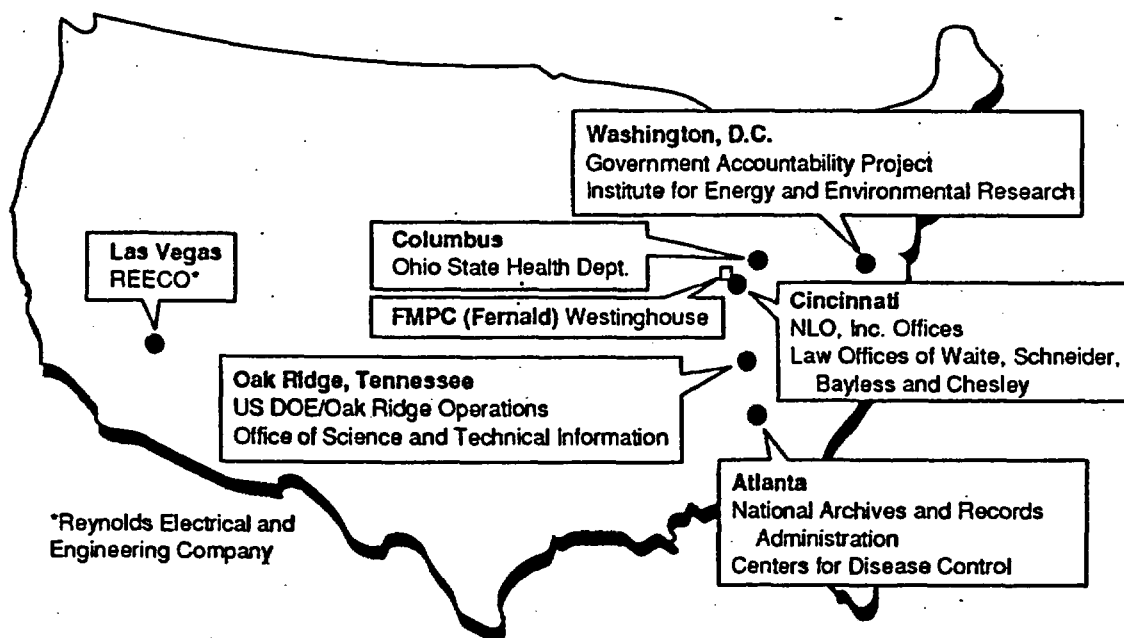 Washington, D.C.
Government Accountability Project
Institute for Energy and Environmental Research
Las Vegas
REECO*
Columbus
Ohio State Health Dept.
FMPC (Fernald) Westinghouse
Cincinnati
NLO, Inc. Offices
Law Offices of Waite, Schneider,
Bayless and Chesley
Oak Ridge, Tennessee
US DOE/Oak Ridge Operations
Office of Science and Technical Information
Atlanta
National Archives and Records
Administration
Centers for Disease Control
*Reynolds Electrical and
Engineering Company